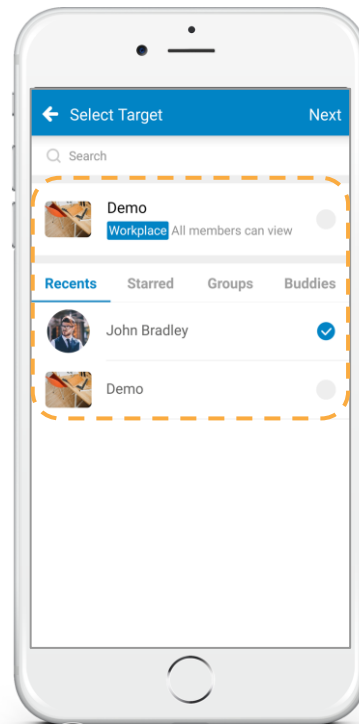 Select Target Next
Search
Demo
Workplace All members can view
Recents Starred Groups Buddies
John Bradley
Demo